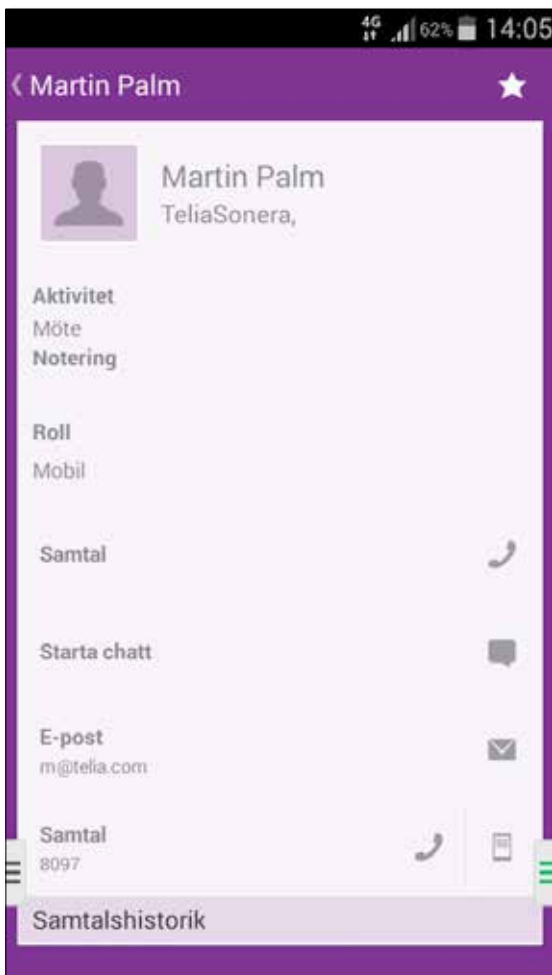 4G 62% 14:05
Martin Palm
Martin Palm
TeliaSonera,
Aktivitet
Möte
Notering
Roll
Mobil
Samtal
Starta chatt
E-post
m@telia.com
Samtal
8097
Samtalshistorik